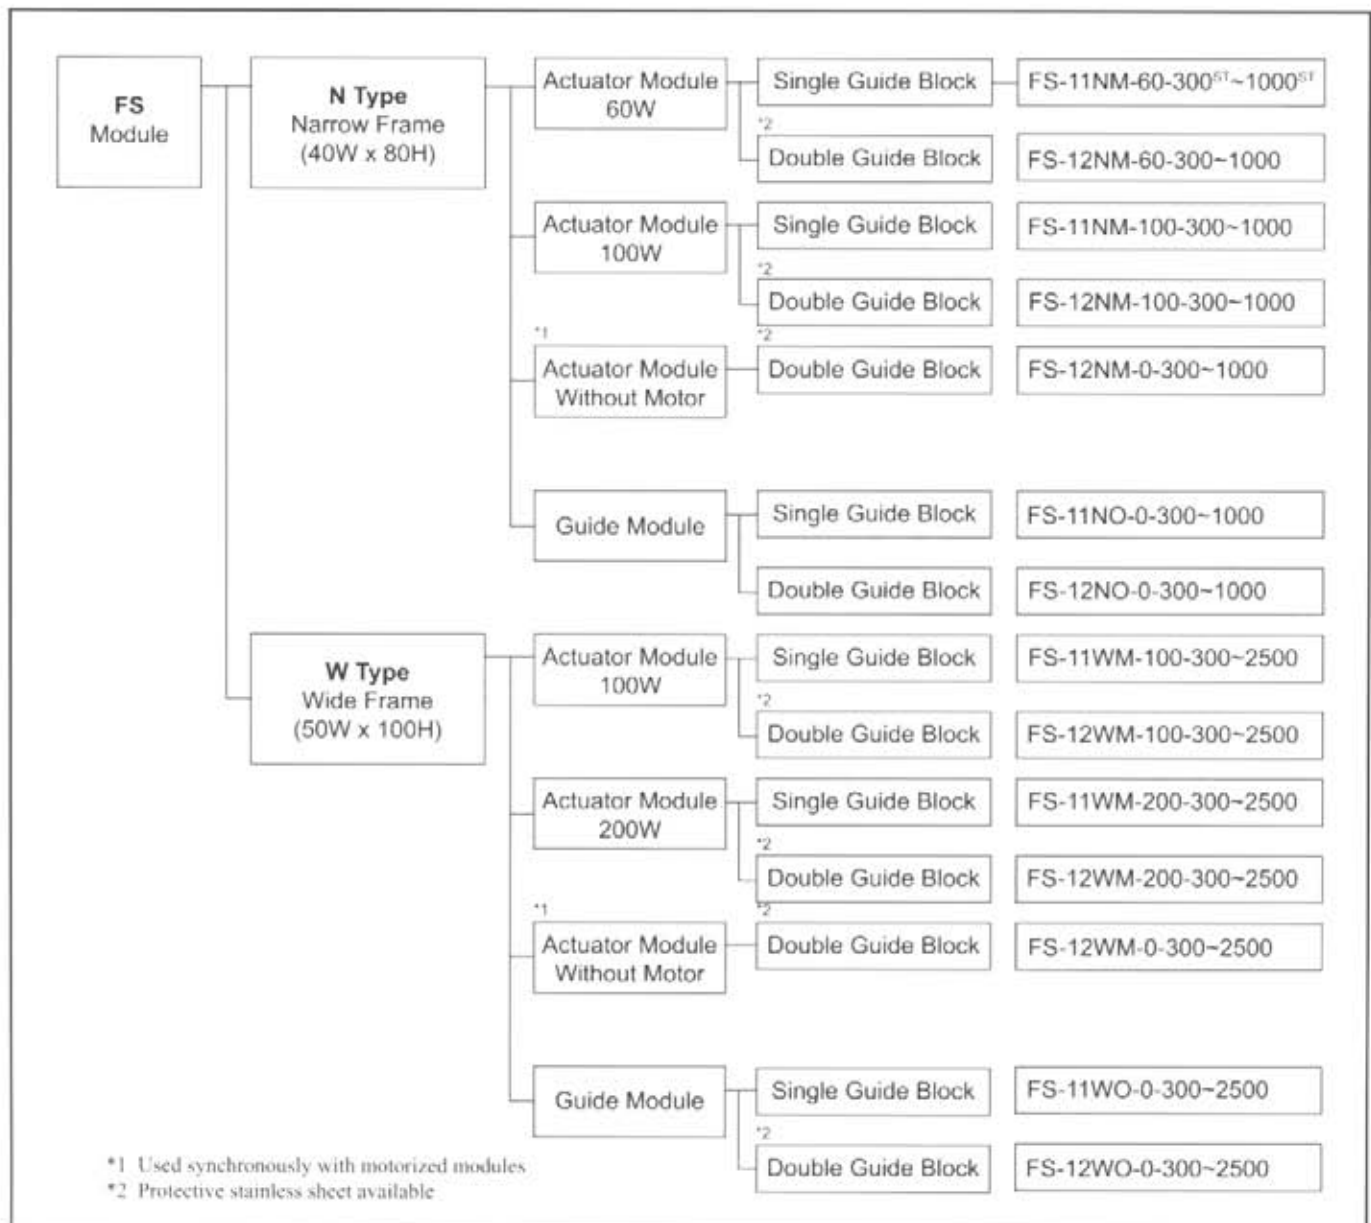 FS
Module
N Type
Narrow Frame
(40W x 80H)
Actuator Module
60W
Single Guide Block
FS-11NM-60-300ST~1000ST
*2
Double Guide Block
FS-12NM-60-300~1000
Actuator Module
100W
Single Guide Block
FS-11NM-100-300~1000
*2
Double Guide Block
FS-12NM-100-300~1000
*1
Actuator Module
Without Motor
*2
Double Guide Block
FS-12NM-0-300~1000
Guide Module
Single Guide Block
FS-11NO-0-300~1000
Double Guide Block
FS-12NO-0-300~1000
W Type
Wide Frame
(50W x 100H)
Actuator Module
100W
Single Guide Block
FS-11WM-100-300~2500
*2
Double Guide Block
FS-12WM-100-300~2500
Actuator Module
200W
Single Guide Block
FS-11WM-200-300~2500
*2
Double Guide Block
FS-12WM-200-300~2500
*1
Actuator Module
Without Motor
*2
Double Guide Block
FS-12WM-0-300~2500
Guide Module
Single Guide Block
FS-11WO-0-300~2500
*2
Double Guide Block
FS-12WO-0-300~2500
*1 Used synchronously with motorized modules
*2 Protective stainless sheet available